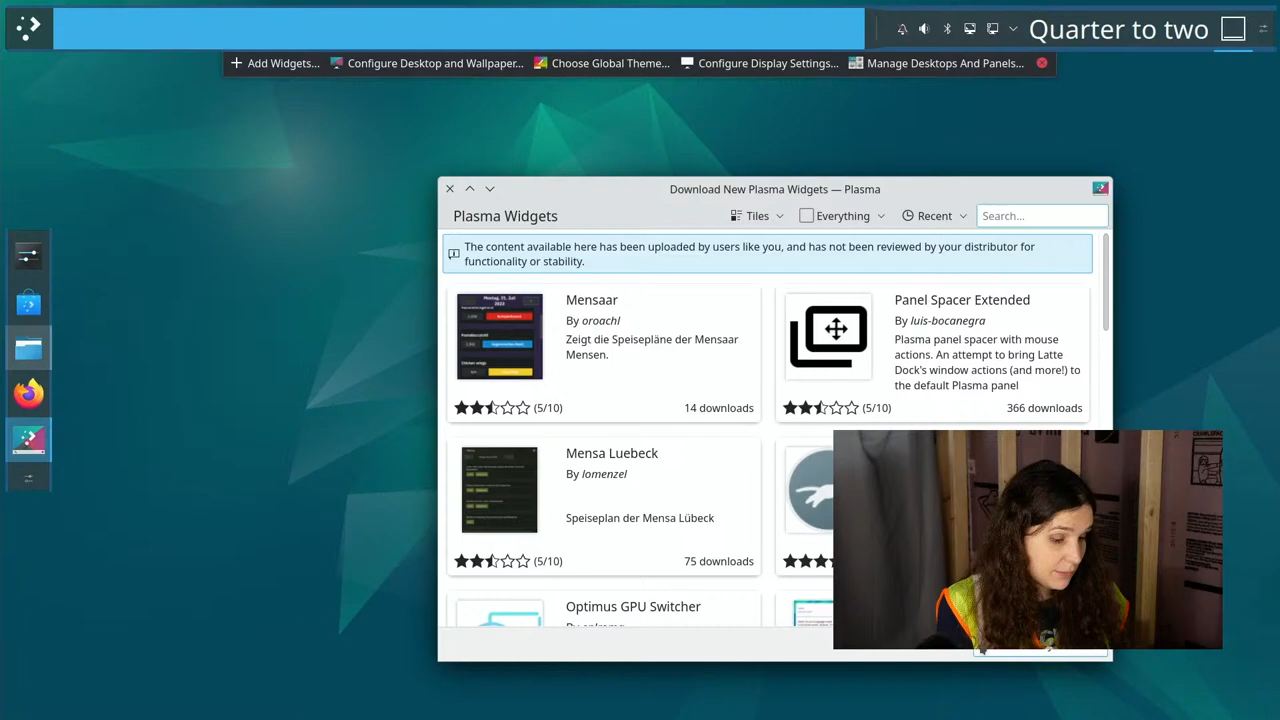 Quarter to two
Add Widgets...
Configure Desktop and Wallpaper...
Choose Global Theme...
Configure Display Settings...
Manage Desktops And Panels...
Download New Plasma Widgets — Plasma
Plasma Widgets
Tiles
Everything
Recent
Search...
The content available here has been uploaded by users like you, and has not been reviewed by your distributor for
functionality or stability.
Mensaar
By oroachl
Zeigt die Speisepläne der Mensaar
Mensen.
(5/10)
14 downloads
Panel Spacer Extended
By luis-bocanegra
Plasma panel spacer with mouse
actions. An attempt to bring Latte
Dock's window actions (and more!) to
the default Plasma panel
(5/10)
366 downloads
Mensa Luebeck
By lomenzel
Speiseplan der Mensa Lübeck
(5/10)
75 downloads
Optimus GPU Switcher